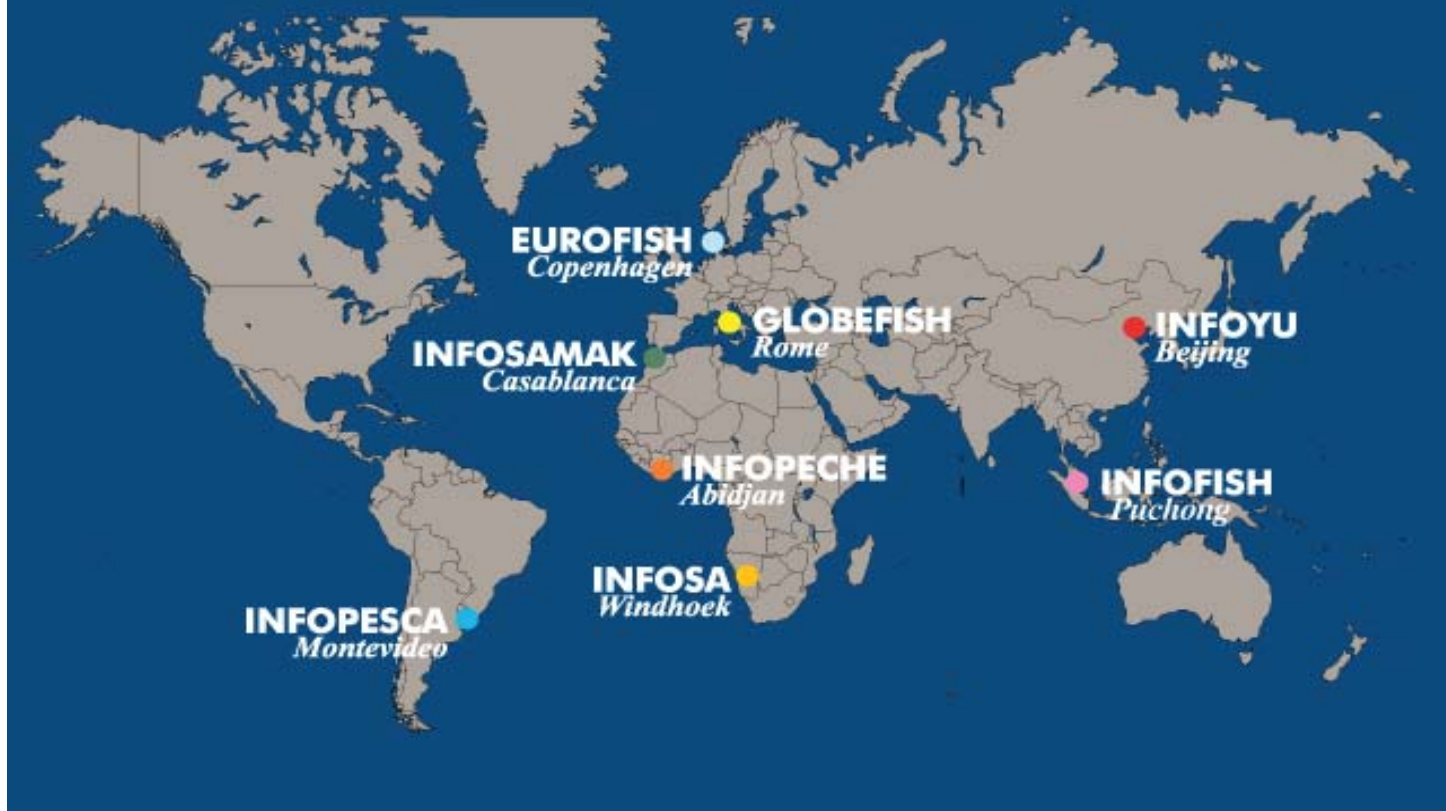 EUROFISH
Copenhagen
GLOBEFISH
Rome
INFOYU
Beijing
INFOSAMAK
Casablanca
INFOPECHE
Abidjan
INFOFISH
Puchong
INFOSA
Windhoek
INFOPESCA
Montevideo